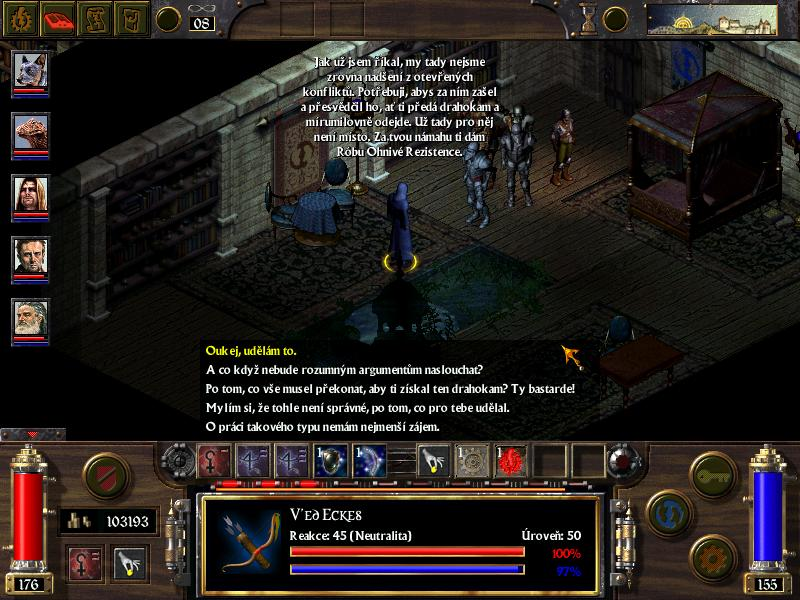 08
Jak už jsem říkal, my tady nejsme
zrovna nadšení z otevřených
konfliktů. Potřebuji, abys za ním zašel
a přesvědčil ho, ať ti předá drahokam a
mírumilovně odejde. Už tady pro něj
není místo. Za tvou námahu ti dám
Róbu Ohnivé Rezistence.
Oukej, udělám to.
A co když nebude rozumným argumentům naslouchat?
Po tom, co vše musel překonat, aby ti získal ten drahokam? Ty bastarde!
Mylím si, že tohle není správné, po tom, co pro tebe udělal.
O práci takového typu nemám nejmenší zájem.
1 1 1 1
103193
V'ed Eckes
Reakce: 45 (Neutralita) Úroveň: 50
100%
97%
176 155